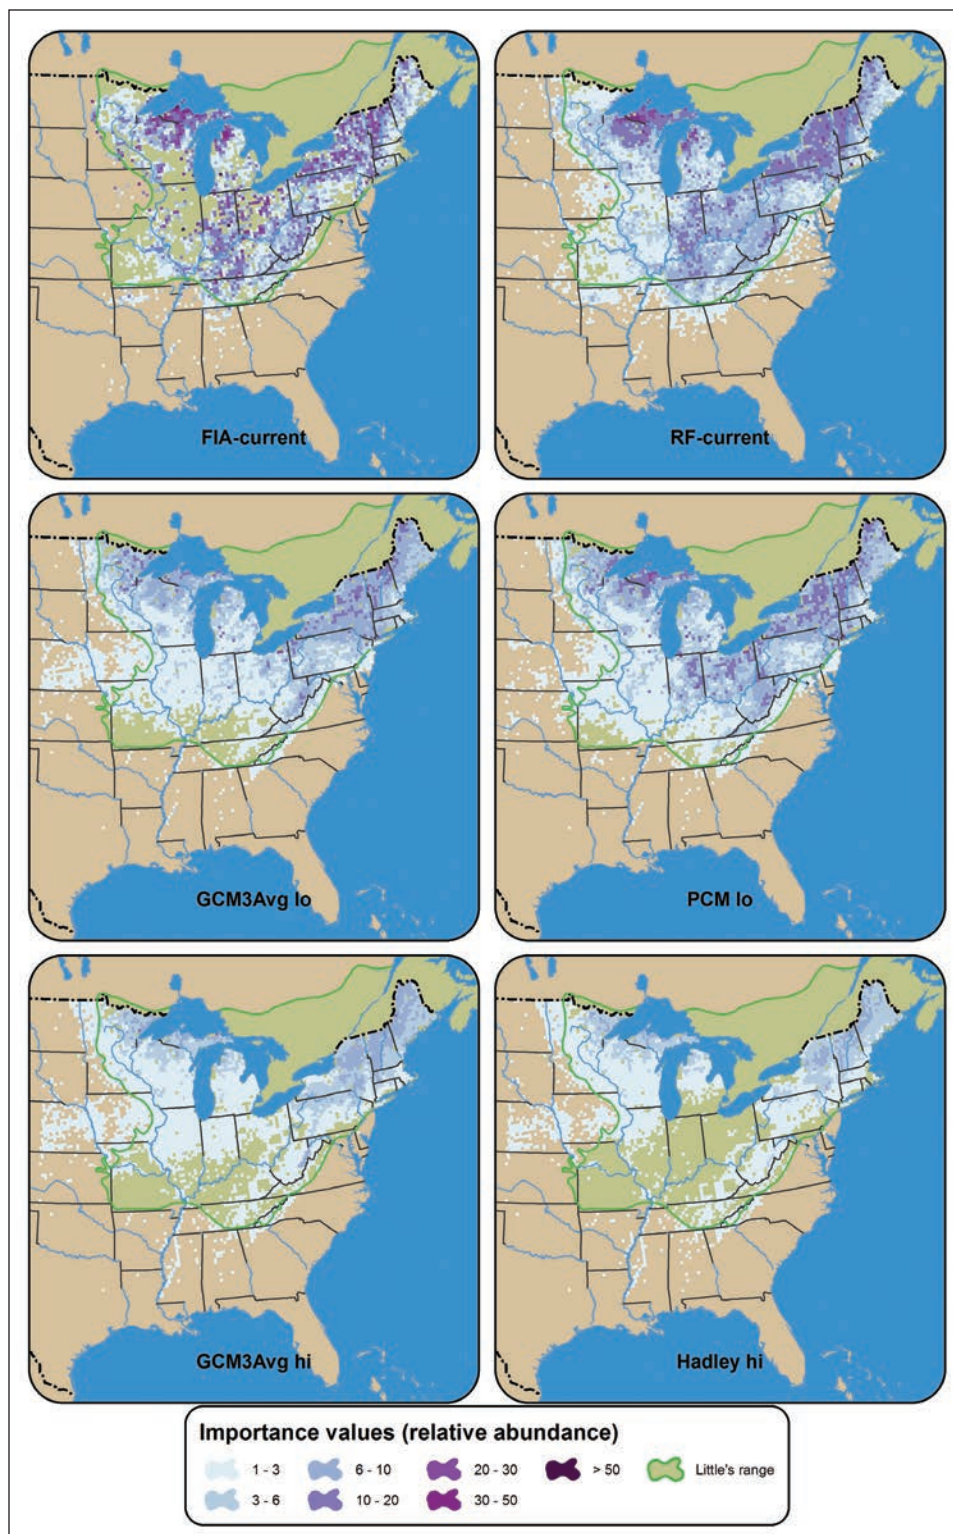 FIA-current
RF-current
GCM3Avg lo
PCM lo
GCM3Avg hi
Hadley hi
Importance values (relative abundance)
1 - 3 6 - 10 20 - 30 > 50 Little's range
3 - 6 10 - 20 30 - 50